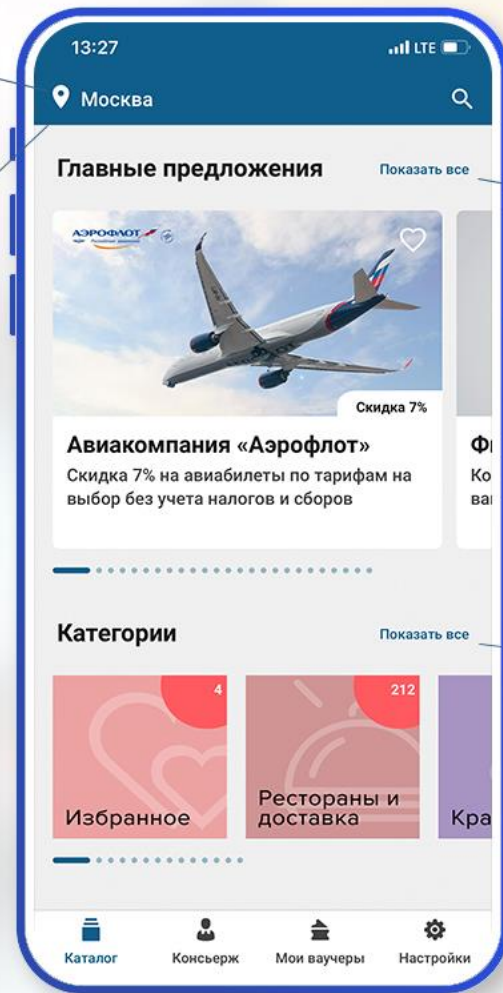 13:27
LTE
Москва
Главные предложения
Показать все
АЭРОФЛОТ
Скидка 7%
Авиакомпания «Аэрофлот»
Скидка 7% на авиабилеты по тарифам на
выбор без учета налогов и сборов
Ко
Категории
Показать все
4
212
Избранное
Рестораны и
доставка
Кра
Каталог
Консьерж
Мои ваучеры
Настройки